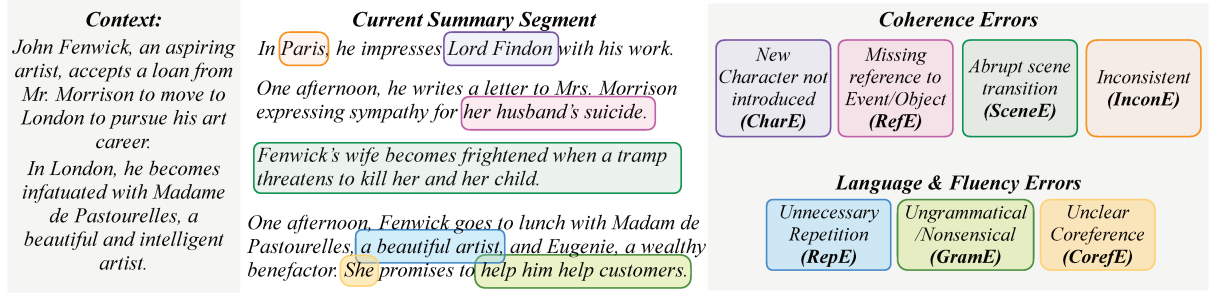 Context:
John Fenwick, an aspiring
artist, accepts a loan from
Mr. Morrison to move to
London to pursue his art
career.
In London, he becomes
infatuated with Madame
de Pastourelles, a
beautiful and intelligent
artist.
Current Summary Segment
In Paris, he impresses Lord Findon with his work.
One afternoon, he writes a letter to Mrs. Morrison
expressing sympathy for her husband's suicide.
Fenwick's wife becomes frightened when a tramp
threatens to kill her and her child.
One afternoon, Fenwick goes to lunch with Madam de
Pastourelles, a beautiful artist, and Eugenie, a wealthy
benefactor. She promises to help him help customers.
Coherence Errors
New
Character not
introduced
(CharE)
Missing
reference to
Event/Object
(RefE)
Abrupt scene
transition
(SceneE)
Inconsistent
(InconE)
Language & Fluency Errors
Unnecessary
Repetition
(RepE)
Ungrammatical
/Nonsensical
(GramE)
Unclear
Coreference
(CorefE)